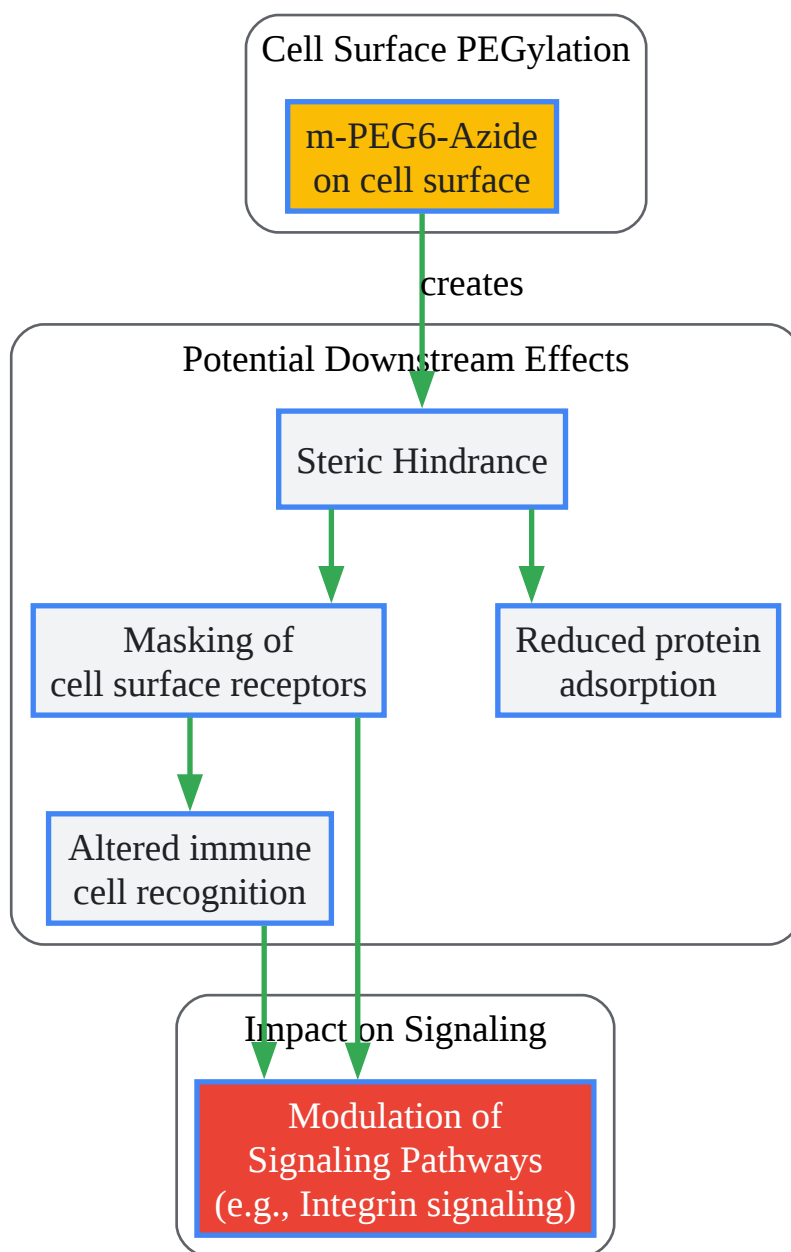 Cell Surface PEGylation
m-PEG6-Azide
on cell surface
creates
Potential Downstream Effects
Steric Hindrance
Masking of
cell surface receptors
Reduced protein
adsorption
Altered immune
cell recognition
Impact on Signaling
Modulation of
Signaling Pathways
(e.g., Integrin signaling)